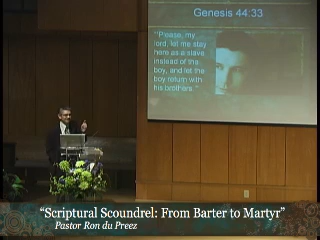 Genesis 44:33
"'Please, my
lord, let me stay
here as a slave
instead of the
boy, and let the
boy return with
his brothers.'"
"Scriptural Scoundrel: From Barter to Martyr"
Pastor Ron du Preez